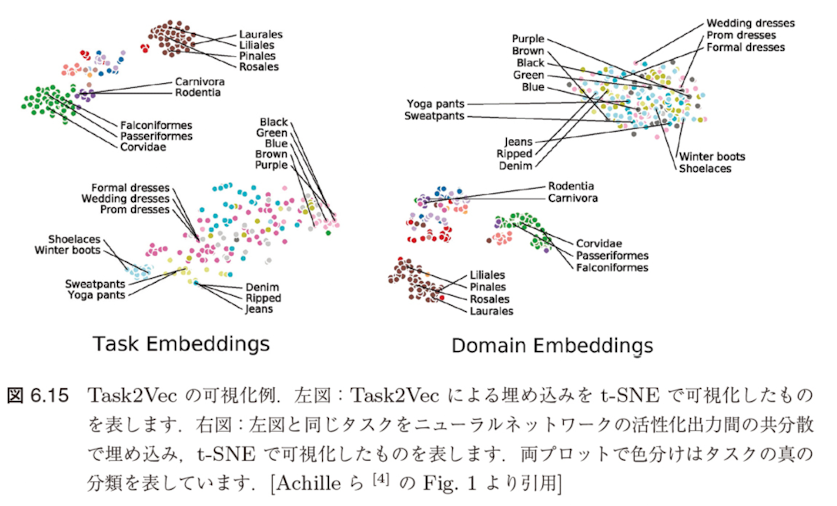 Laurales
Liliales
Pinales
Rosales
Carnivora
Rodentia
Falconiformes
Passeriformes
Corvidae
Black
Green
Blue
Brown
Purple
Formal dresses
Wedding dresses
Prom dresses
Shoelaces
Winter boots
Sweatpants
Yoga pants
Denim
Ripped
Jeans
Task Embeddings
Wedding dresses
Prom dresses
Formal dresses
Purple
Brown
Black
Green
Blue
Yoga pants
Sweatpants
Jeans
Ripped
Denim
Winter boots
Shoelaces
Rodentia
Carnivora
Corvidae
Passeriformes
Falconiformes
Liliales
Pinales
Rosales
Laurales
Domain Embeddings
図 6.15 Task2Vec の可視化例.左図:Task2Vec による埋め込みを t-SNE で可視化したもの
を表します.右図:左図と同じタスクをニューラルネットワークの活性化出力間の共分散
で埋め込み,t-SNE で可視化したものを表します.両プロットで色分けはタスクの真の
分類を表しています.[Achille ら [4] の Fig. 1 より引用]